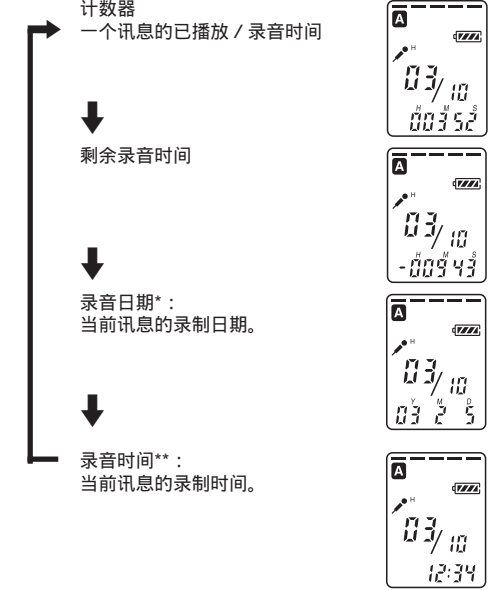 计数器
一个讯息的已播放 / 录音时间
A
H
03/10
H M S
00 3 52
剩余录音时间
A
H
03/10
H M S
-00 9 43
录音日期*：
当前讯息的录制日期。
A
H
03/10
Y M D
03 2 5
录音时间**：
当前讯息的录制时间。
A
H
03/10
12:34